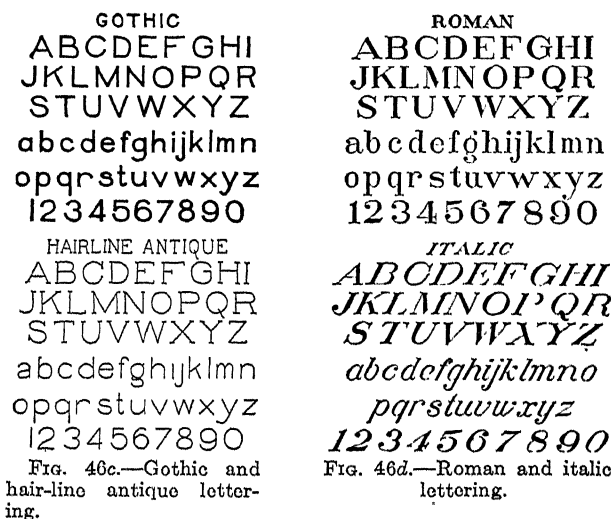 GOTHIC
ABCDEFGHI
JKLMNOPQR
STUVWXYZ
abcdefghijklmn
opqrstuvwxyz
1234567890
HAIRLINE ANTIQUE
ABCDEFGHI
JKLMNOPQR
STUVWXYZ
abcdefghijklmn
opqrstuvwxyz
1234567890
FIG. 46c.—Gothic and
hair-line antique letter-
ing.
ROMAN
ABCDEFGHI
JKLMNOPQR
STUVWXYZ
abcdefghijklmn
opqrstuvwxyz
1234567890
ITALIC
ABCDEFGHI
JKLMNOPQR
STUVWXYZ
abcdefghijklmno
pqrstuvwxyz
1234567890
FIG. 46d.—Roman and italic
lettering.